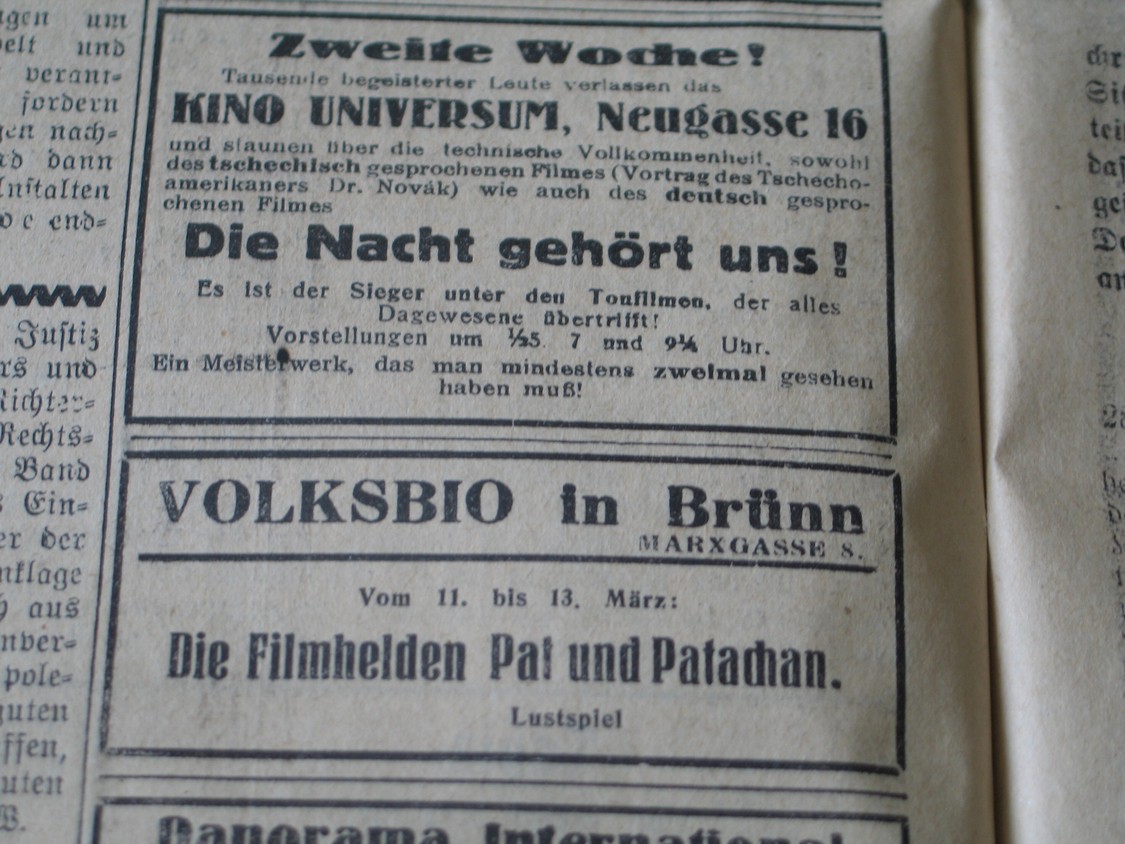 gen um
elt und
verant=
fordern
en nach=
dann
nstalten
end=
Justiz
rs und
Richter=
Rechts=
Band
Ein=
er der
nklage
aus
nver=
pole=
guten
ffen,
uten
Zweite Woche!
Tausende begeisterter Leute verlassen das
KINO UNIVERSUM, Neugasse 16
und staunen über die technische Vollkommenheit, sowohl
des tschechisch gesprochenen Filmes (Vortrag des Tschecho-
amerikaners Dr. Novák) wie auch des deutsch gespro-
chenen Filmes
Die Nacht gehört uns!
Es ist der Sieger unter den Tonfilmen, der alles
Dagewesene übertrifft!
Vorstellungen um ½5. 7 und 9¼ Uhr.
Ein Meisterwerk, das man mindestens zweimal gesehen
haben muß!
VOLKSBIO in Brünn
MARXGASSE 8.
Vom 11. bis 13. März:
Die Filmhelden Pat und Patachan.
Lustspiel
Panorama International